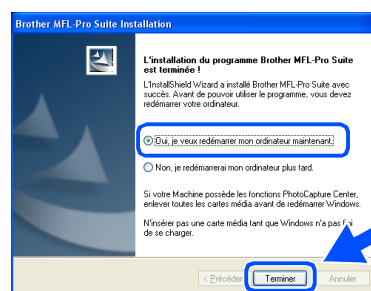 Brother MFL-Pro Suite Installation
L'installation du programme Brother MFL-Pro Suite
est terminée !
L'InstallShield Wizard a installé Brother MFL-Pro Suite avec
succès. Avant de pouvoir utiliser le programme, vous devez
redémarrer votre ordinateur.
Oui, je veux redémarrer mon ordinateur maintenant.
Non, je redémarrerai mon ordinateur plus tard.
Si votre Machine possède les fonctions PhotoCapture Center,
enlever toutes les cartes média avant de redémarrer Windows.
N'insérer pas une carte média tant que Windows n'a pas fini
de se charger.
< Précéder Terminer Annuler